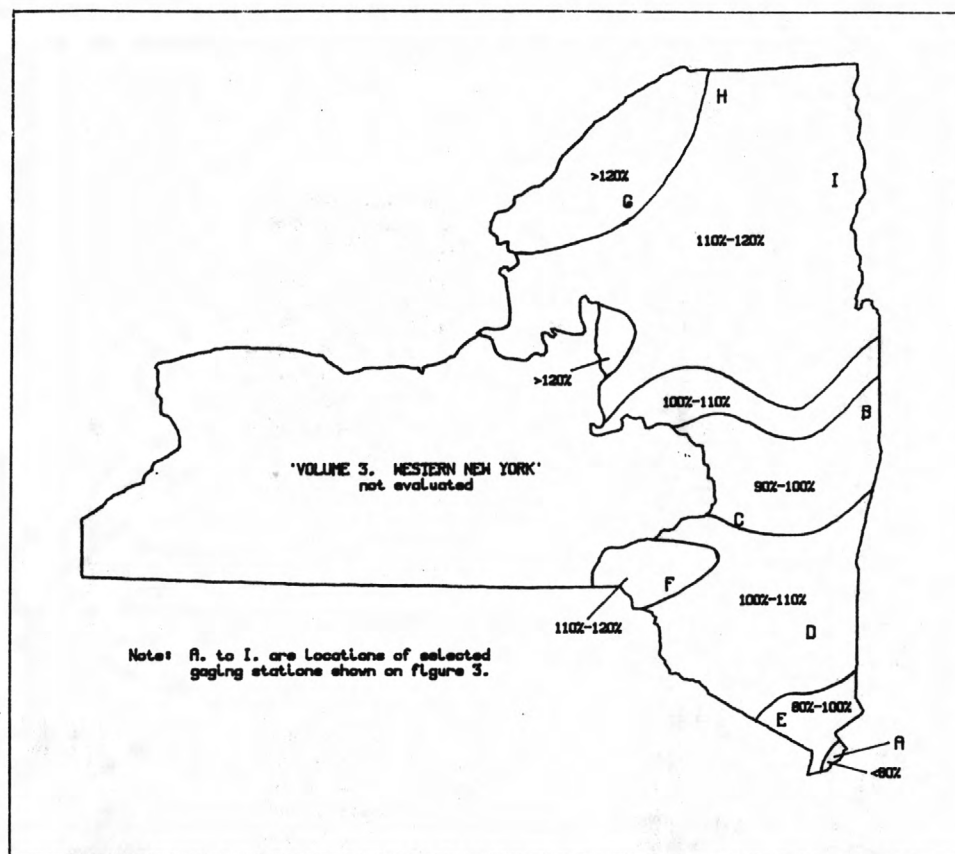 H
>120%
I
G
110%-120%
>120%
100%-110%
B
'VOLUME 3. WESTERN NEW YORK'
not evaluated
90%-100%
C
F
100%-110%
110%-120%
D
Note: A. to I. are locations of selected
gaging stations shown on figure 3.
80%-100%
E
A
<80%